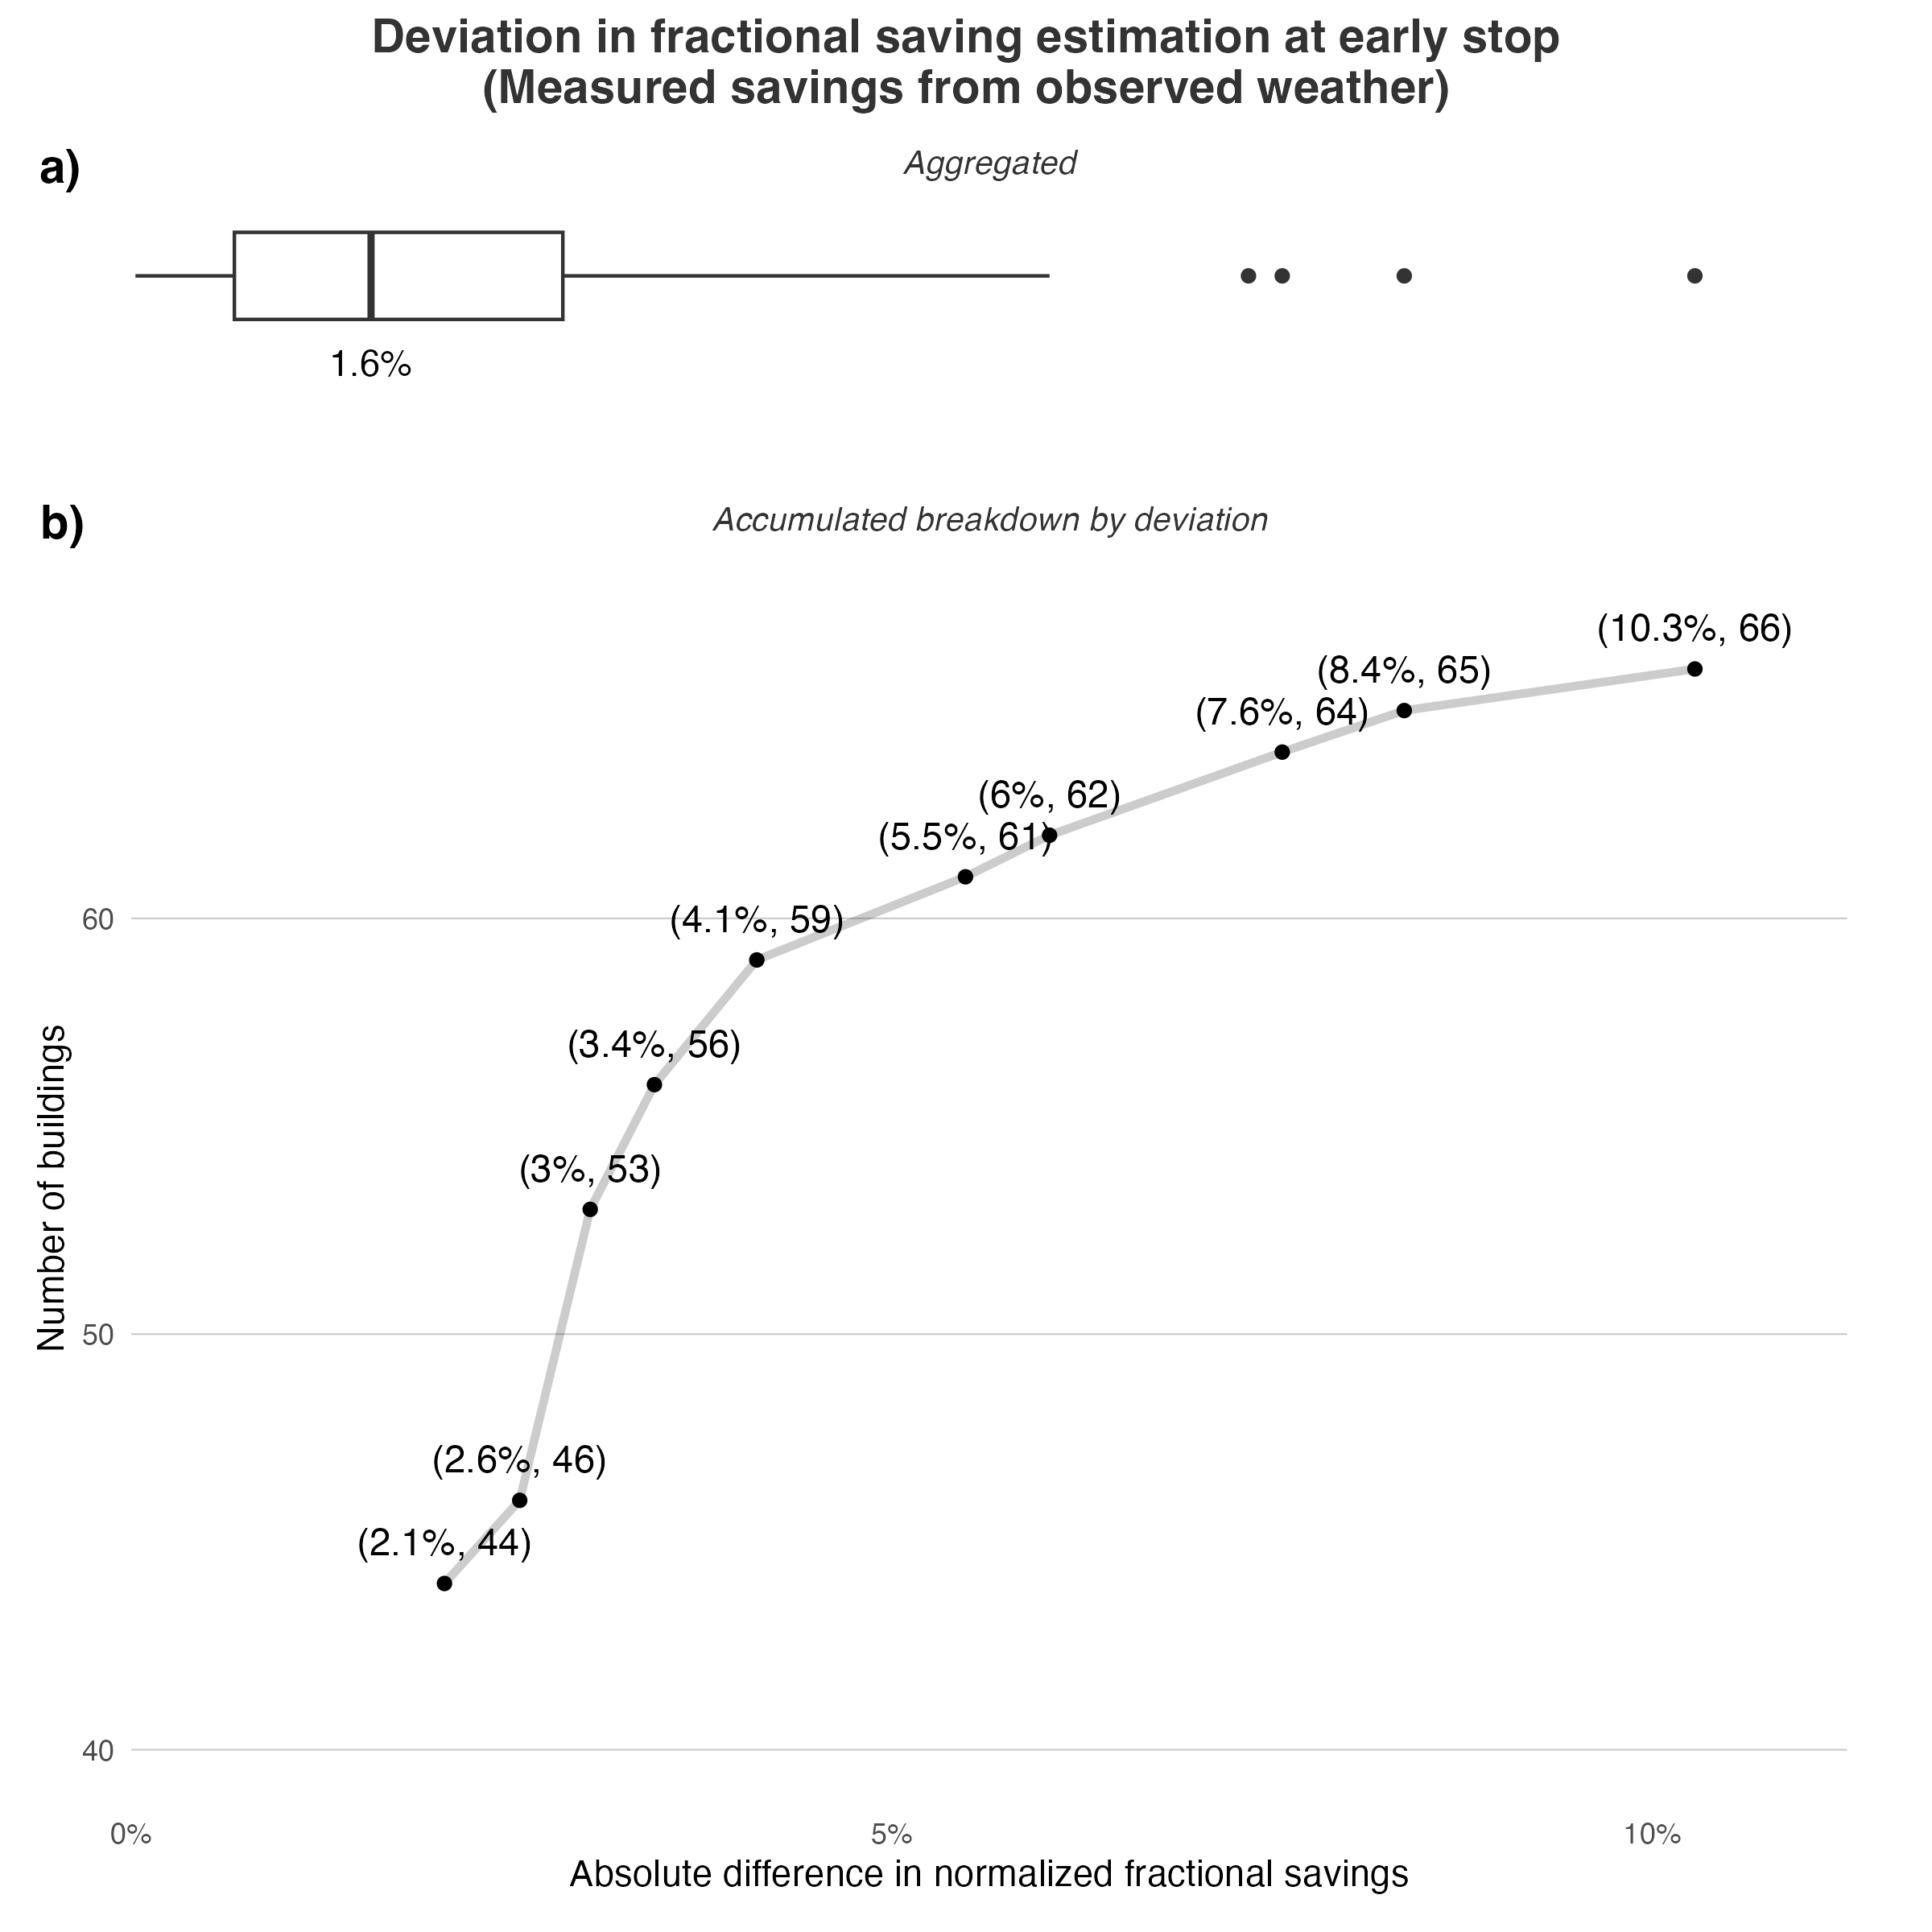 Deviation in fractional saving estimation at early stop
(Measured savings from observed weather)
a)
Aggregated
1.6%
b)
Accumulated breakdown by deviation
(10.3%, 66)
(8.4%, 65)
(7.6%, 64)
(6%, 62)
(5.5%, 61)
60
(4.1%, 59)
(3.4%, 56)
(3%, 53)
Number of buildings
50
(2.6%, 46)
(2.1%, 44)
40
0% 5% 10%
Absolute difference in normalized fractional savings